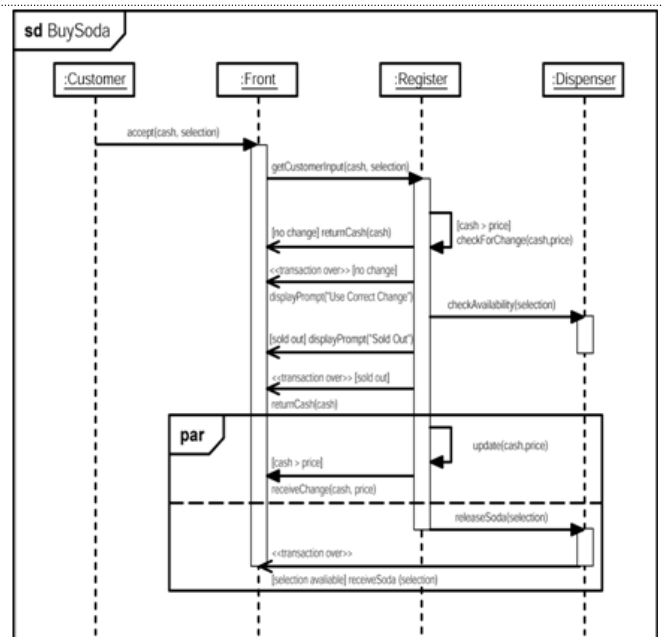 sd BuySoda
:Customer
:Front
:Register
:Dispenser
accept(cash, selection)
getCustomerInput(cash, selection)
[cash > price]
checkForChange(cash,price)
[no change] returnCash(cash)
<<transaction over>> [no change]
displayPrompt("Use Correct Change")
checkAvailability(selection)
[sold out] displayPrompt("Sold Out")
<<transaction over>> [sold out]
returnCash(cash)
par
update(cash,price)
[cash > price]
receiveChange(cash, price)
releaseSoda(selection)
<<transaction over>>
[selection avaliable] receiveSoda (selection)